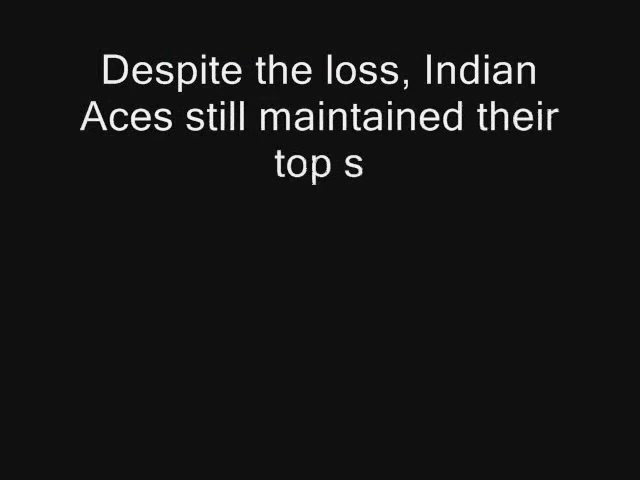 Despite the loss, Indian
Aces still maintained their
top s